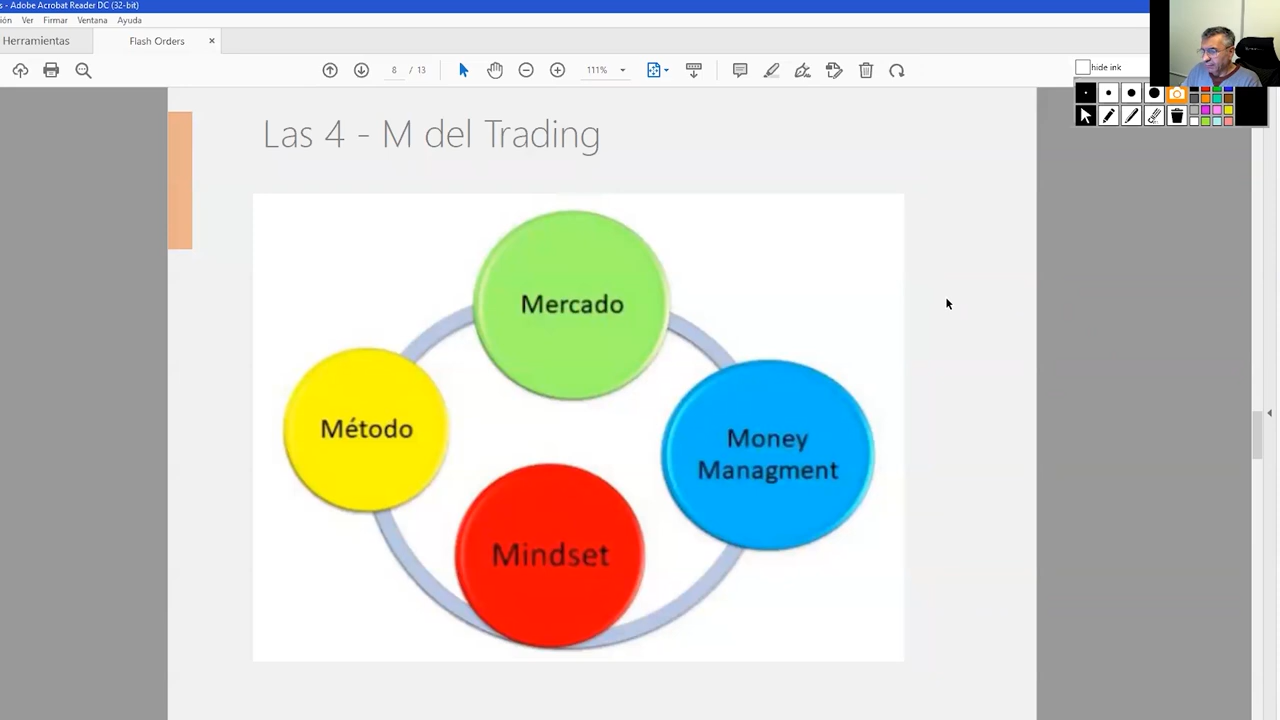 s - Adobe Acrobat Reader DC (32-bit)
ión Ver Firmar Ventana Ayuda
Herramientas Flash Orders ×
8 / 13 111%
hide ink
Las 4 - M del Trading
Mercado
Método
Money
Managment
Mindset